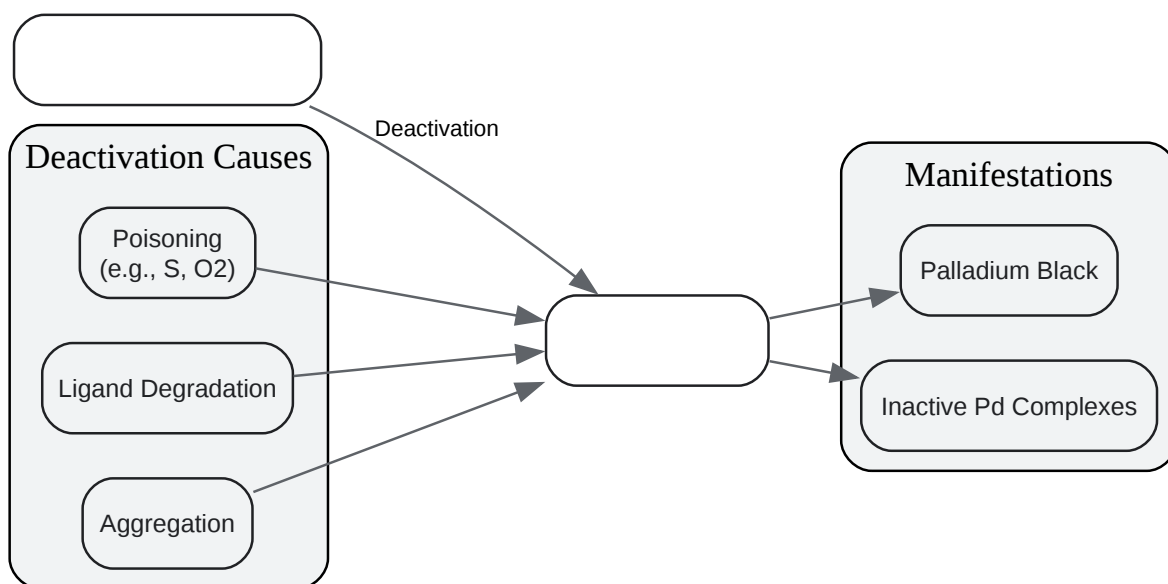 Deactivation
Deactivation Causes
Poisoning
(e.g., S, O2)
Ligand Degradation
Aggregation
Manifestations
Palladium Black
Inactive Pd Complexes